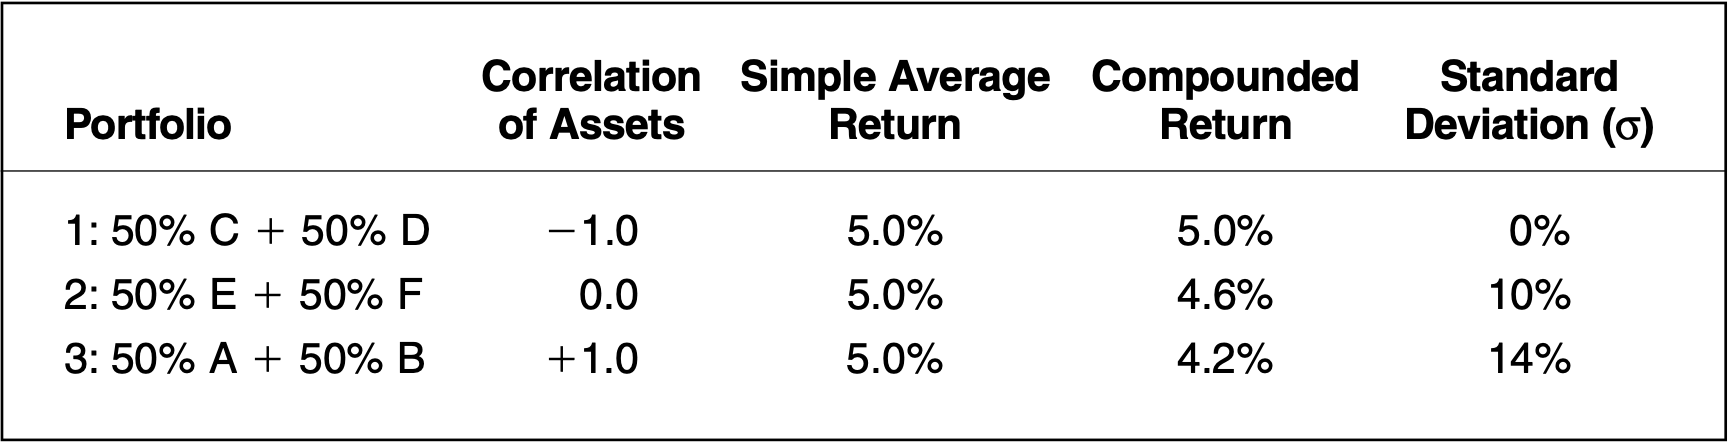 Portfolio Correlation of Assets Simple Average Return Compounded Return Standard Deviation (σ)
1: 50% C + 50% D −1.0 5.0% 5.0% 0%
2: 50% E + 50% F 0.0 5.0% 4.6% 10%
3: 50% A + 50% B +1.0 5.0% 4.2% 14%